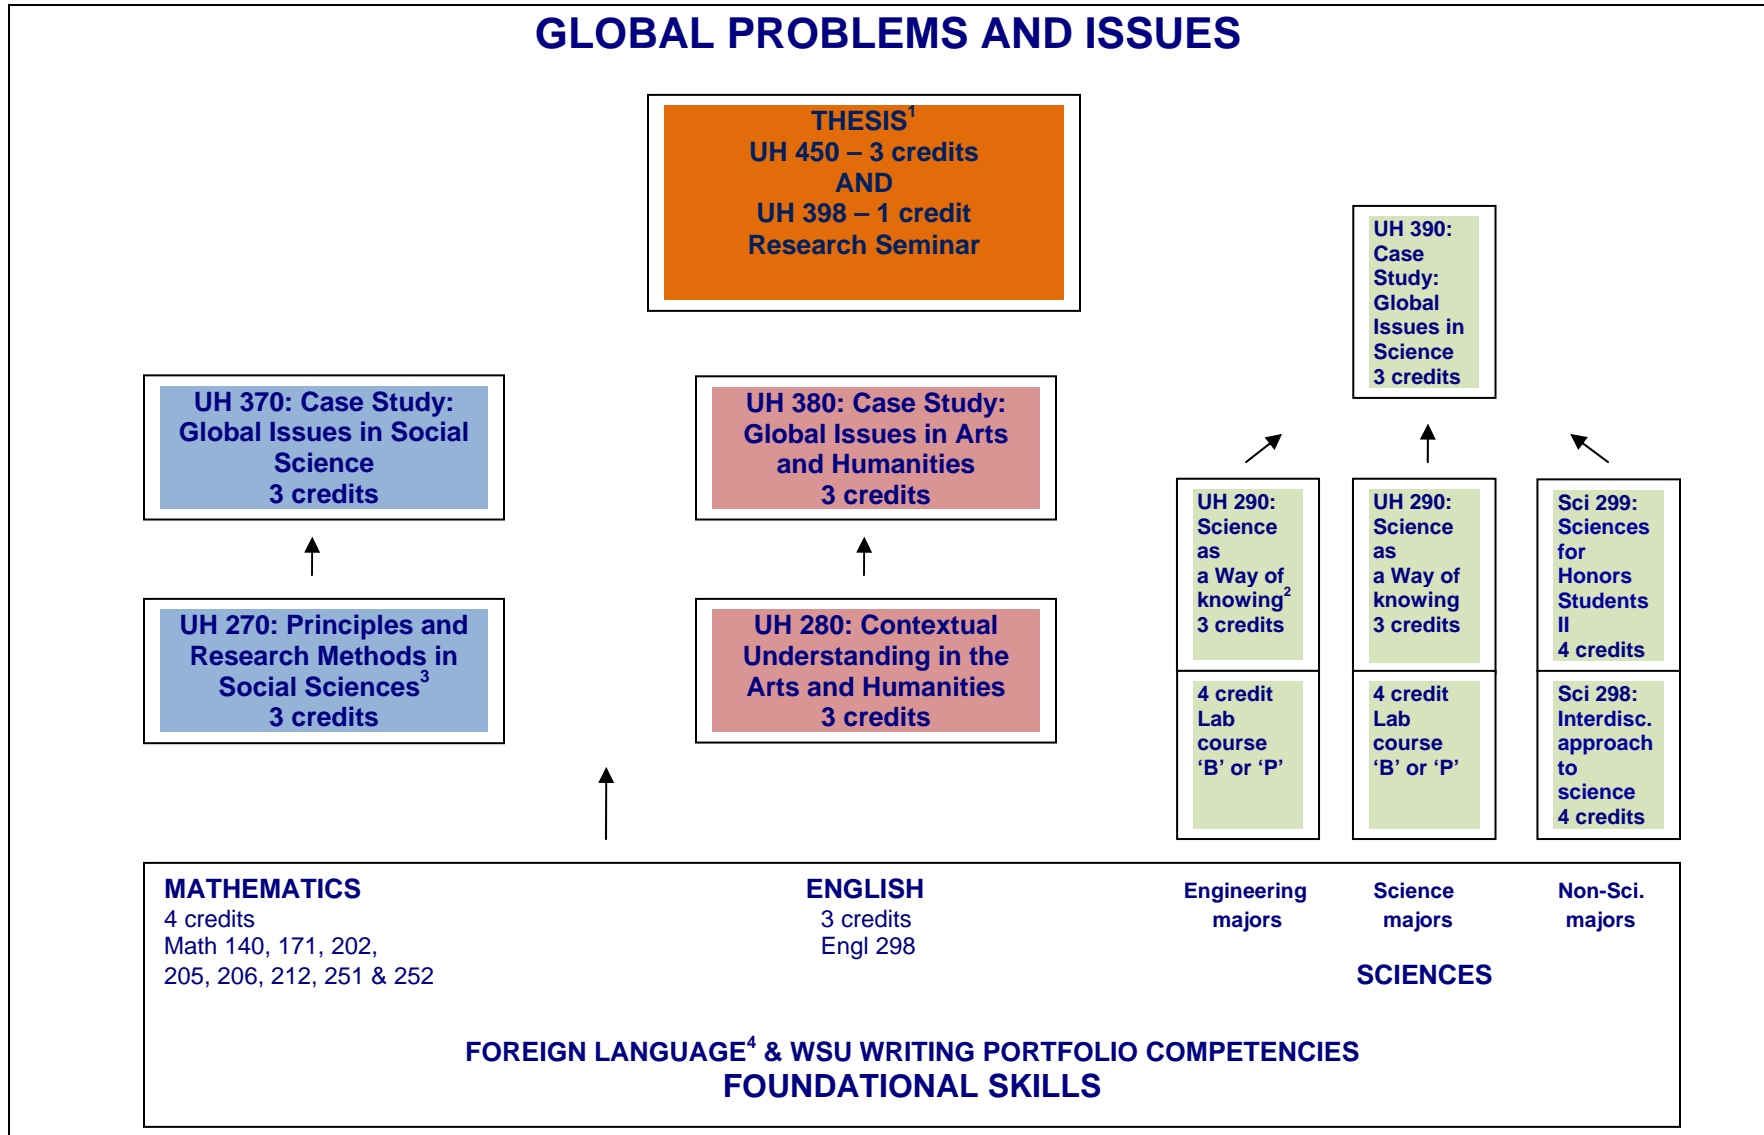 GLOBAL PROBLEMS AND ISSUES
THESIS1
UH 450 – 3 credits
AND
UH 398 – 1 credit
Research Seminar
UH 390:
Case
Study:
Global
Issues in
Science
3 credits
UH 370: Case Study:
Global Issues in Social
Science
3 credits
UH 380: Case Study:
Global Issues in Arts
and Humanities
3 credits
UH 290:
Science
as
a Way of
knowing2
3 credits
UH 290:
Science
as
a Way of
knowing
3 credits
Sci 299:
Sciences
for
Honors
Students
II
4 credits
UH 270: Principles and
Research Methods in
Social Sciences3
3 credits
UH 280: Contextual
Understanding in the
Arts and Humanities
3 credits
4 credit
Lab
course
‘B’ or ‘P’
4 credit
Lab
course
‘B’ or ‘P’
Sci 298:
Interdisc.
approach
to
science
4 credits
MATHEMATICS
4 credits
Math 140, 171, 202,
205, 206, 212, 251 & 252
ENGLISH
3 credits
Engl 298
Engineering
majors
Science
majors
Non-Sci.
majors
SCIENCES
FOREIGN LANGUAGE4 & WSU WRITING PORTFOLIO COMPETENCIES
FOUNDATIONAL SKILLS